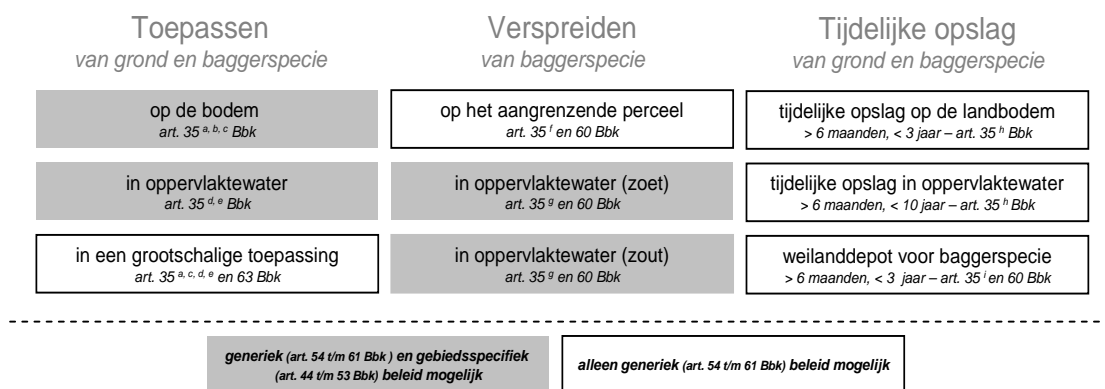 Toepassen
van grond en baggerspecie
op de bodem
art. 35 a, b, c Bbk
in oppervlaktewater
art. 35 d, e Bbk
in een grootschalige toepassing
art. 35 a, c, d, e en 63 Bbk
Verspreiden
van baggerspecie
op het aangrenzende perceel
art. 35 f en 60 Bbk
in oppervlaktewater (zoet)
art. 35 g en 60 Bbk
in oppervlaktewater (zout)
art. 35 g en 60 Bbk
Tijdelijke opslag
van grond en baggerspecie
tijdelijke opslag op de landbodem
> 6 maanden, < 3 jaar – art. 35 h Bbk
tijdelijke opslag in oppervlaktewater
> 6 maanden, < 10 jaar – art. 35 h Bbk
weilanddepot voor baggerspecie
> 6 maanden, < 3 jaar – art. 35 i en 60 Bbk
generiek (art. 54 t/m 61 Bbk ) en gebiedsspecifiek
(art. 44 t/m 53 Bbk) beleid mogelijk
alleen generiek (art. 54 t/m 61 Bbk) beleid mogelijk